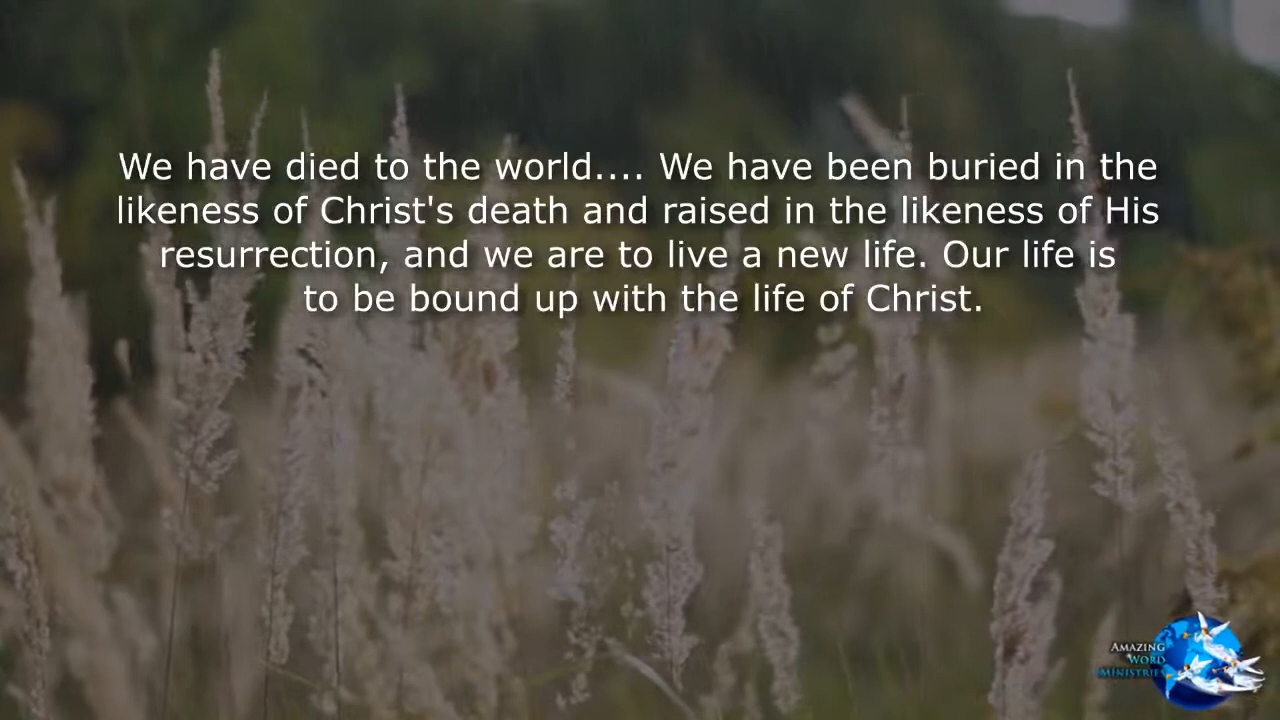 We have died to the world.... We have been buried in the
likeness of Christ's death and raised in the likeness of His
resurrection, and we are to live a new life. Our life is
to be bound up with the life of Christ.
AMAZING
WORD
MINISTRIES